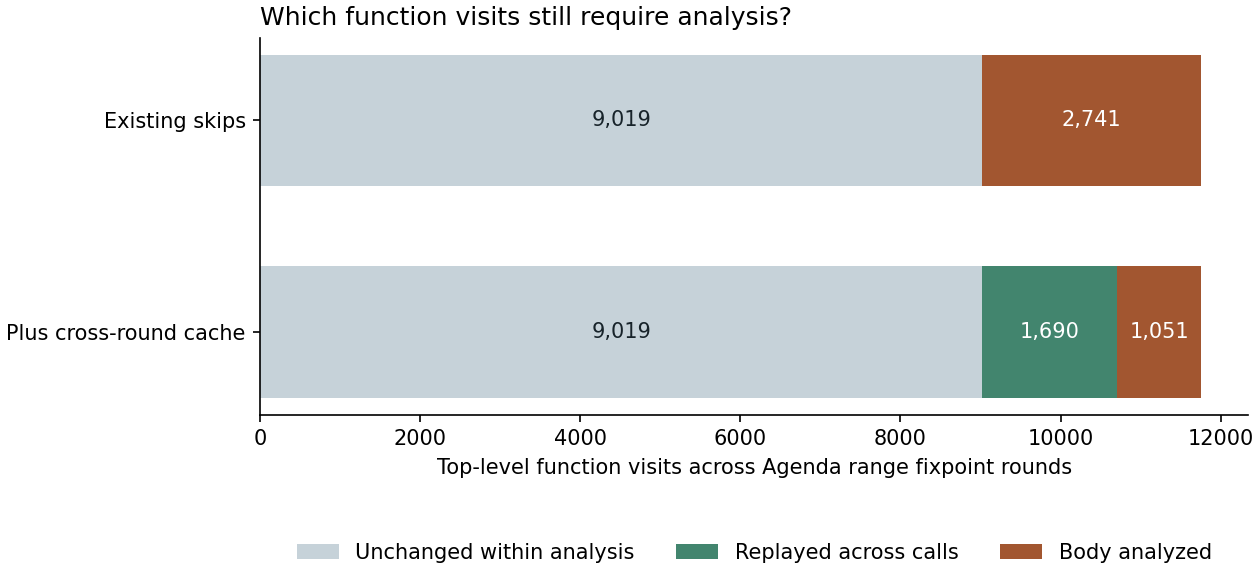 Which function visits still require analysis?
Existing skips
9,019
2,741
Plus cross-round cache
9,019
1,690
1,051
0 2000 4000 6000 8000 10000 12000
Top-level function visits across Agenda range fixpoint rounds
Unchanged within analysis Replayed across calls Body analyzed